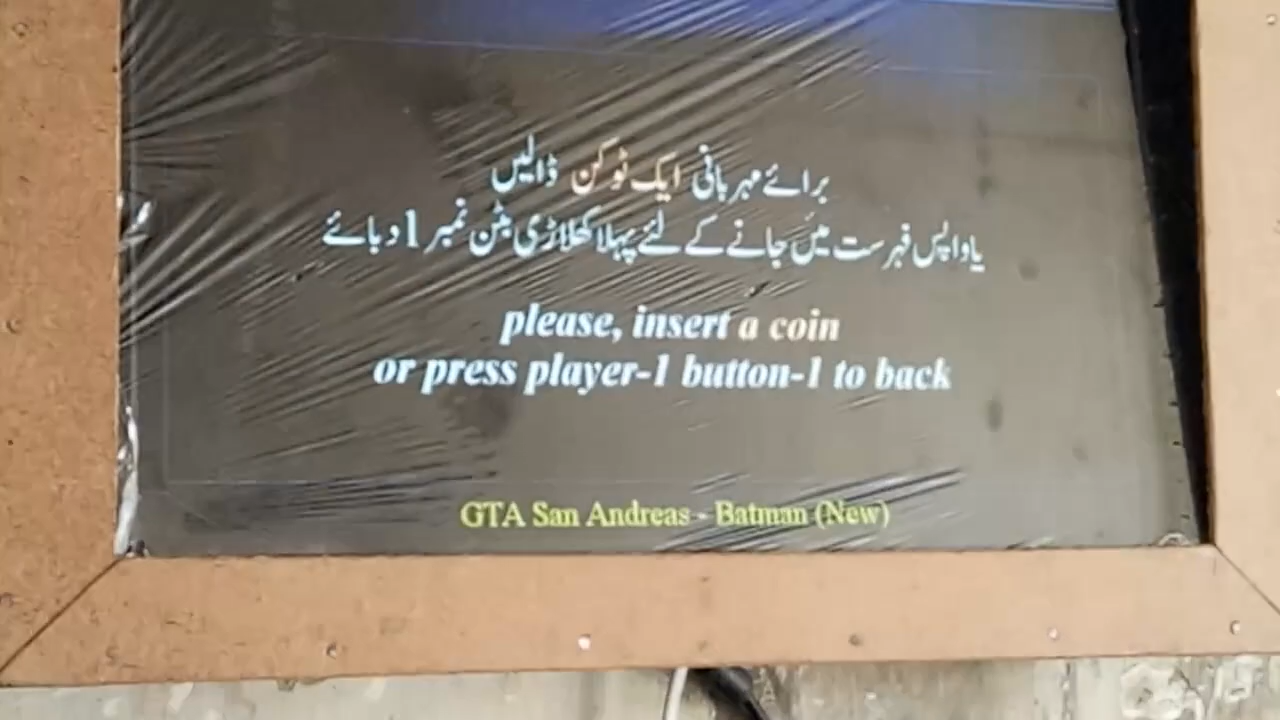 برائے مہربانی ایک ٹوکن ڈالیں
یا واپس فہرست میں جانے کے لئے پہلا کھلاڑی بٹن نمبر 1 دبائے
please, insert a coin
or press player-1 button-1 to back
GTA San Andreas - Batman (New)